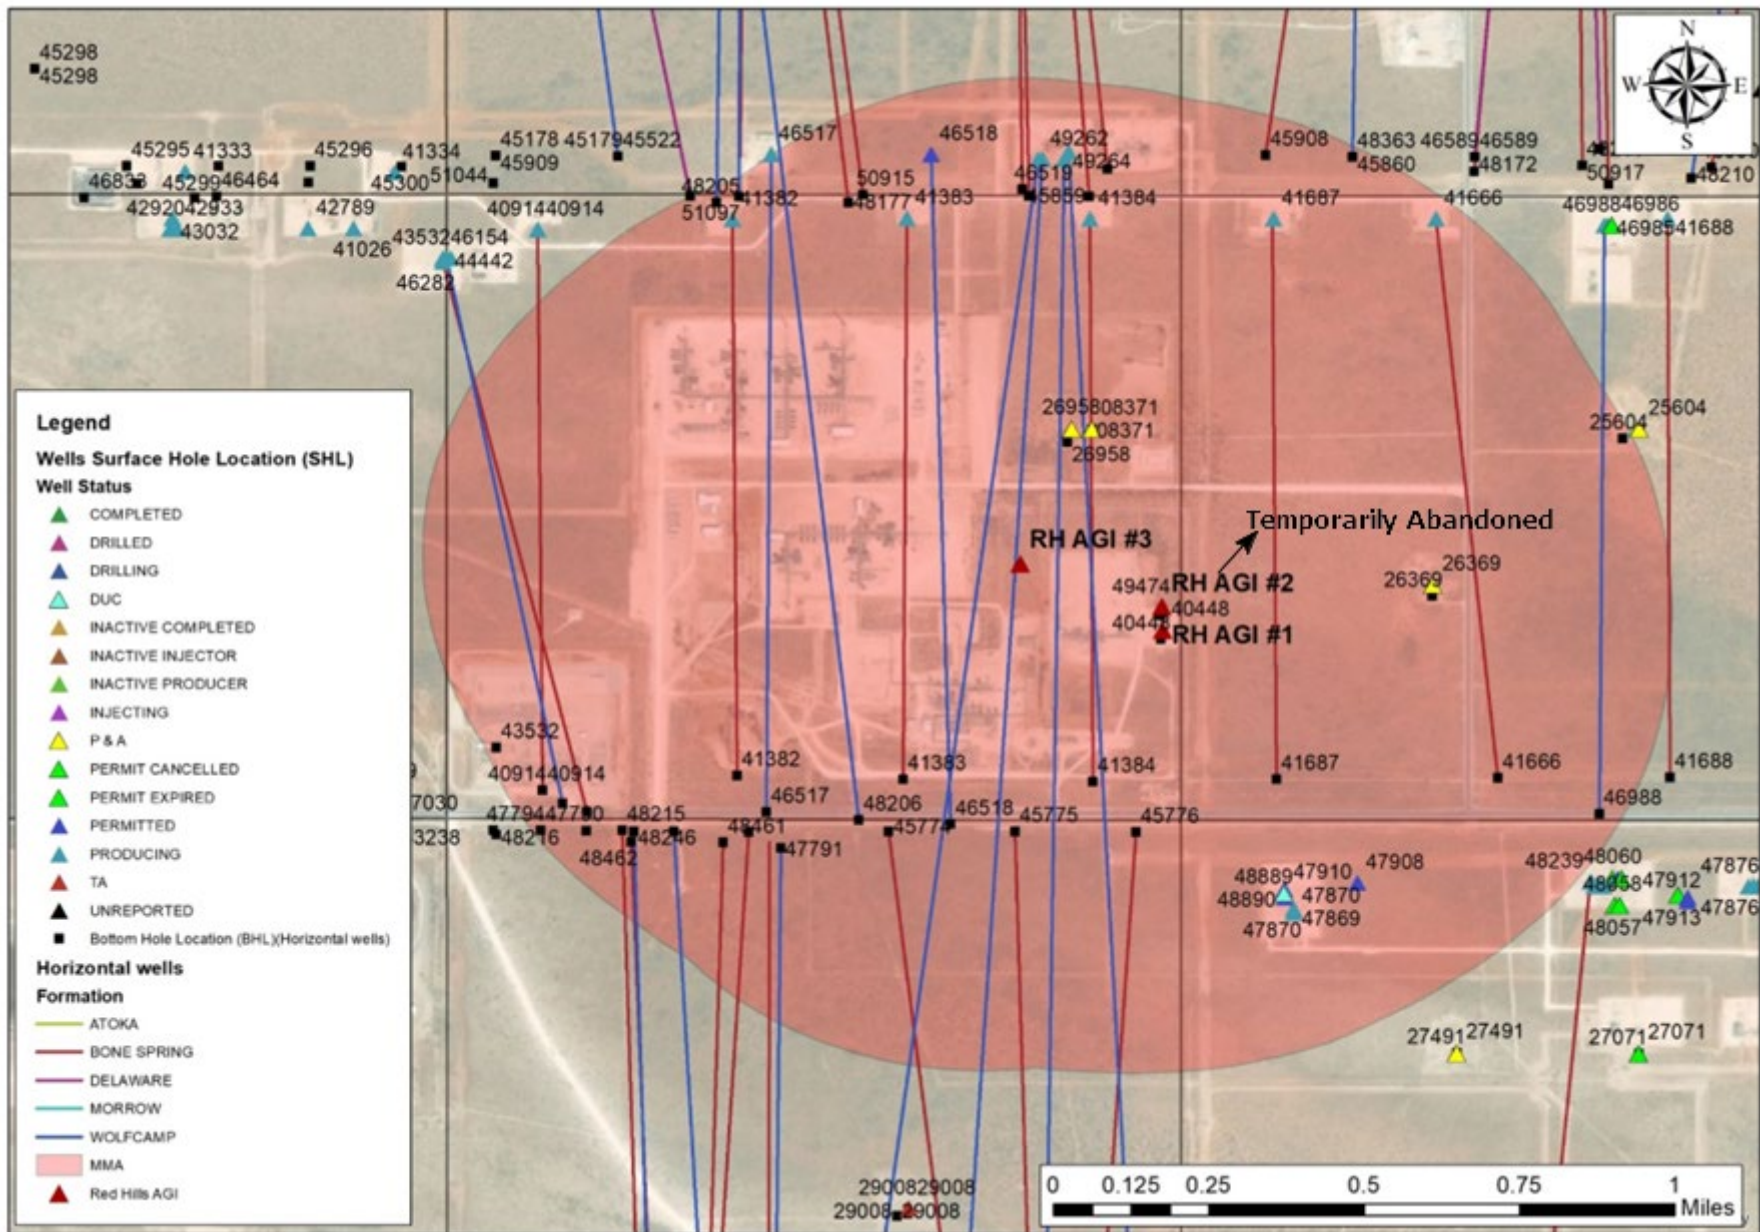 N
W E
S
45298
45298
45295 41333 45296 41334 45178 45179 45522 46517 46518 49262 45908 48363 46589 46589
45909 49264 45860 48172
46833 45299 46464 45300 51044 48205 50915 46519 50917 48210
42920 42933 42789 40914 40914 51097 41382 48177 41383 45859 41384 41687 41666 46988 46986
43032 41026 43532 46154 46985 41688
44442
46282
26958 08371 25604
08371 25604
26958
Temporarily Abandoned
RH AGI #3
49474 RH AGI #2 26369 26369
40448
40448 RH AGI #1
43532
40914 40914 41382 41383 41384 41687 41666 41688
7030 46517 48206 46518 45775 45776 46988
47794 47780 48215 48461 45774
3238 48216 48246
48462 47791
48889 47910 47908 48239 48060 47912 47876
48890 47870 48058 47876
47870 47869 48057 47913
27491 27491 27071 27071
29008 29008
29008 29008
Legend
Wells Surface Hole Location (SHL)
Well Status
COMPLETED
DRILLED
DRILLING
DUC
INACTIVE COMPLETED
INACTIVE INJECTOR
INACTIVE PRODUCER
INJECTING
P & A
PERMIT CANCELLED
PERMIT EXPIRED
PERMITTED
PRODUCING
TA
UNREPORTED
Bottom Hole Location (BHL)(Horizontal wells)
Horizontal wells
Formation
ATOKA
BONE SPRING
DELAWARE
MORROW
WOLFCAMP
MMA
Red Hills AGI
0 0.125 0.25 0.5 0.75 1
Miles